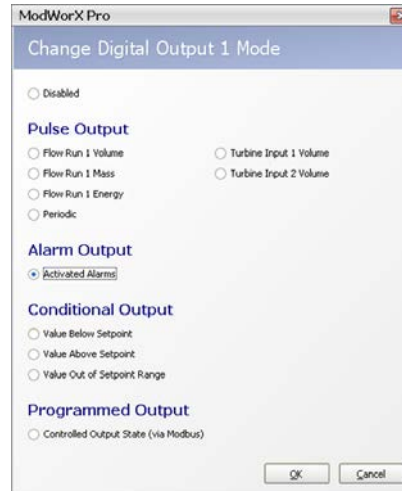 ModWorX Pro
Change Digital Output 1 Mode
Disabled
Pulse Output
Flow Run 1 Volume
Turbine Input 1 Volume
Flow Run 1 Mass
Turbine Input 2 Volume
Flow Run 1 Energy
Periodic
Alarm Output
Activated Alarms
Conditional Output
Value Below Setpoint
Value Above Setpoint
Value Out of Setpoint Range
Programmed Output
Controlled Output State (via Modbus)
OK
Cancel